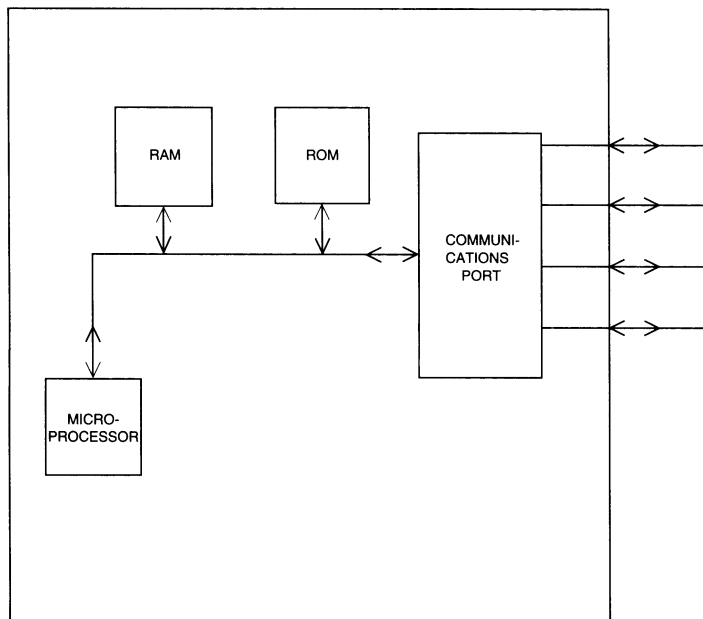 RAM
ROM
COMMUNI-
CATIONS
PORT
MICRO-
PROCESSOR